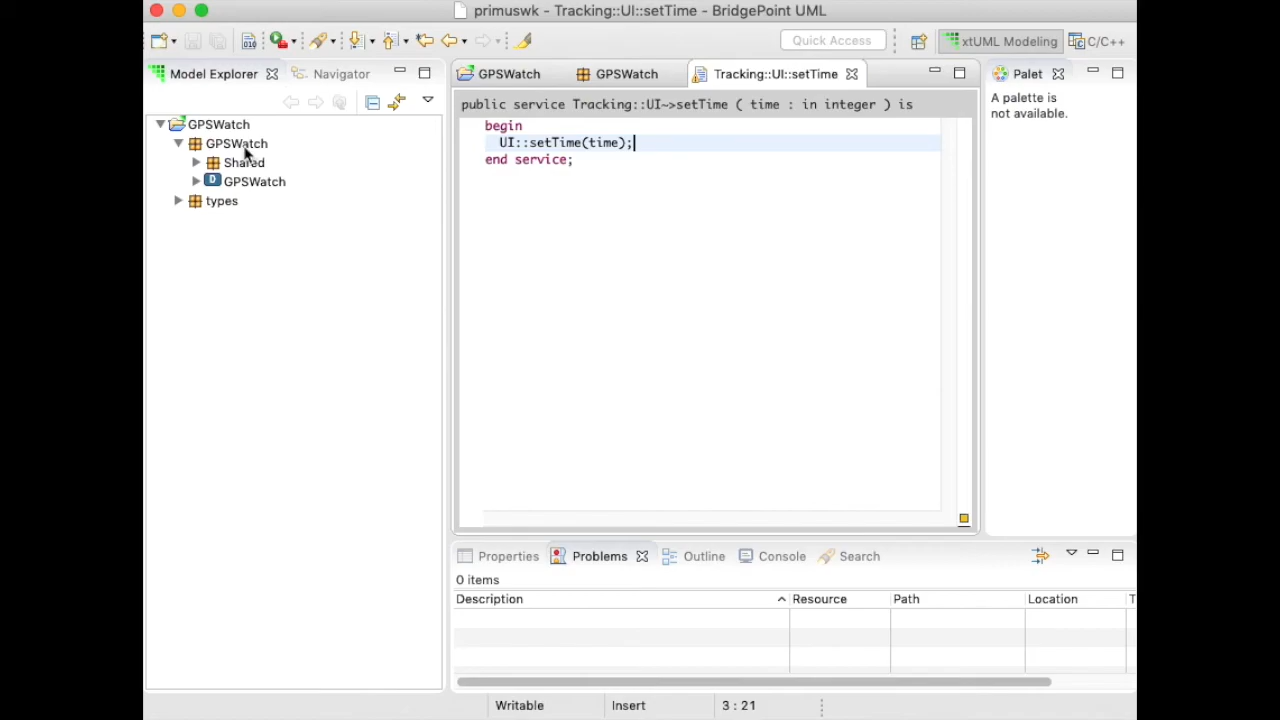 primuswk - Tracking::UI::setTime - BridgePoint UML
Quick Access
xtUML Modeling
C/C++
Model Explorer
Navigator
GPSWatch
GPSWatch
Tracking::UI::setTime
Palet
A palette is
not available.
GPSWatch
GPSWatch
Shared
D GPSWatch
types
public service Tracking::UI~>setTime ( time : in integer ) is
begin
UI::setTime(time);
end service;
Properties
Problems
Outline
Console
Search
0 items
Description
Resource
Path
Location
T
Writable
Insert
3 : 21